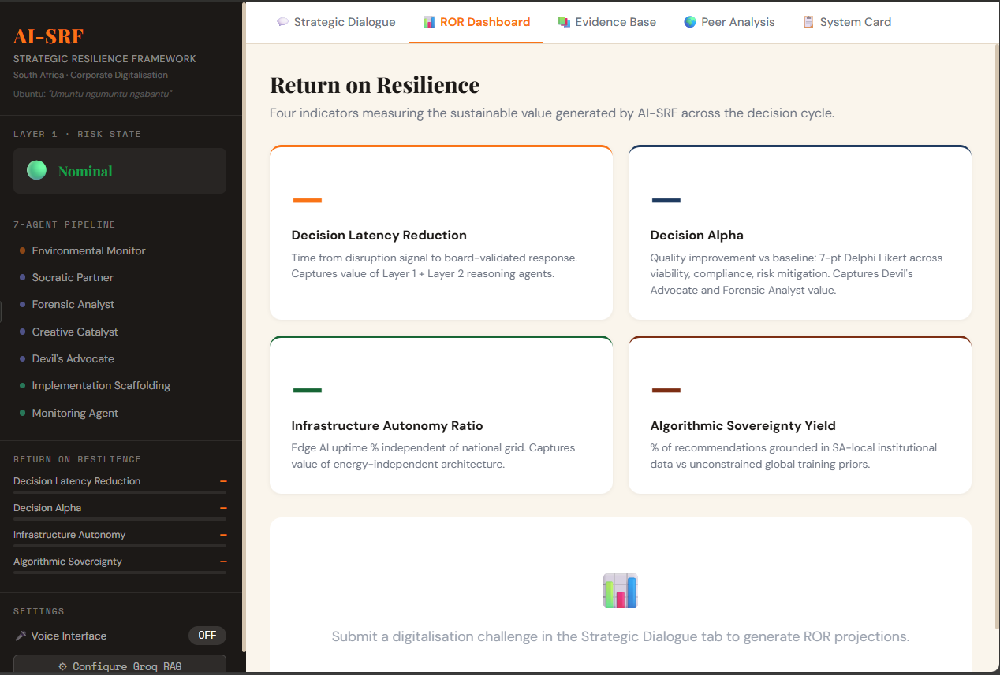 AI-SRF
STRATEGIC RESILIENCE FRAMEWORK
South Africa · Corporate Digitalisation
Ubuntu: "Umuntu ngumuntu ngabantu"
LAYER 1 · RISK STATE
Nominal
7-AGENT PIPELINE
Environmental Monitor
Socratic Partner
Forensic Analyst
Creative Catalyst
Devil's Advocate
Implementation Scaffolding
Monitoring Agent
RETURN ON RESILIENCE
Decision Latency Reduction —
Decision Alpha —
Infrastructure Autonomy —
Algorithmic Sovereignty —
SETTINGS
Voice Interface OFF
⚙ Configure Groq RAG
Strategic Dialogue ROR Dashboard Evidence Base Peer Analysis System Card
Return on Resilience
Four indicators measuring the sustainable value generated by AI-SRF across the decision cycle.
—
Decision Latency Reduction
Time from disruption signal to board-validated response.
Captures value of Layer 1 + Layer 2 reasoning agents.
—
Decision Alpha
Quality improvement vs baseline: 7-pt Delphi Likert across
viability, compliance, risk mitigation. Captures Devil's
Advocate and Forensic Analyst value.
—
Infrastructure Autonomy Ratio
Edge AI uptime % independent of national grid. Captures
value of energy-independent architecture.
—
Algorithmic Sovereignty Yield
% of recommendations grounded in SA-local institutional
data vs unconstrained global training priors.
Submit a digitalisation challenge in the Strategic Dialogue tab to generate ROR projections.